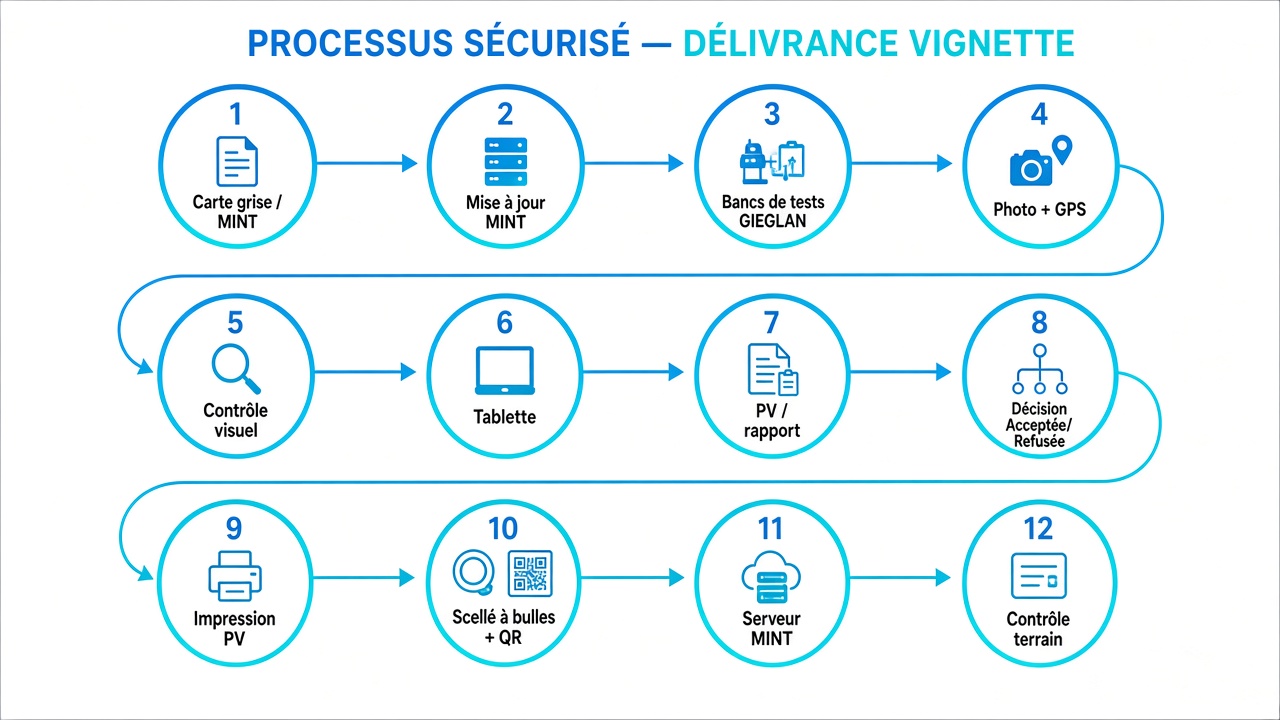 PROCESSUS SÉCURISÉ — DÉLIVRANCE VIGNETTE
1
Carte grise /
MINT
2
Mise à jour
MINT
3
Bancs de tests
GIEGLAN
4
Photo + GPS
5
Contrôle
visuel
6
Tablette
7
PV /
rapport
8
Décision
Acceptée/
Refusée
9
Impression
PV
10
Scellé à bulles
+ QR
11
Serveur
MINT
12
Contrôle
terrain